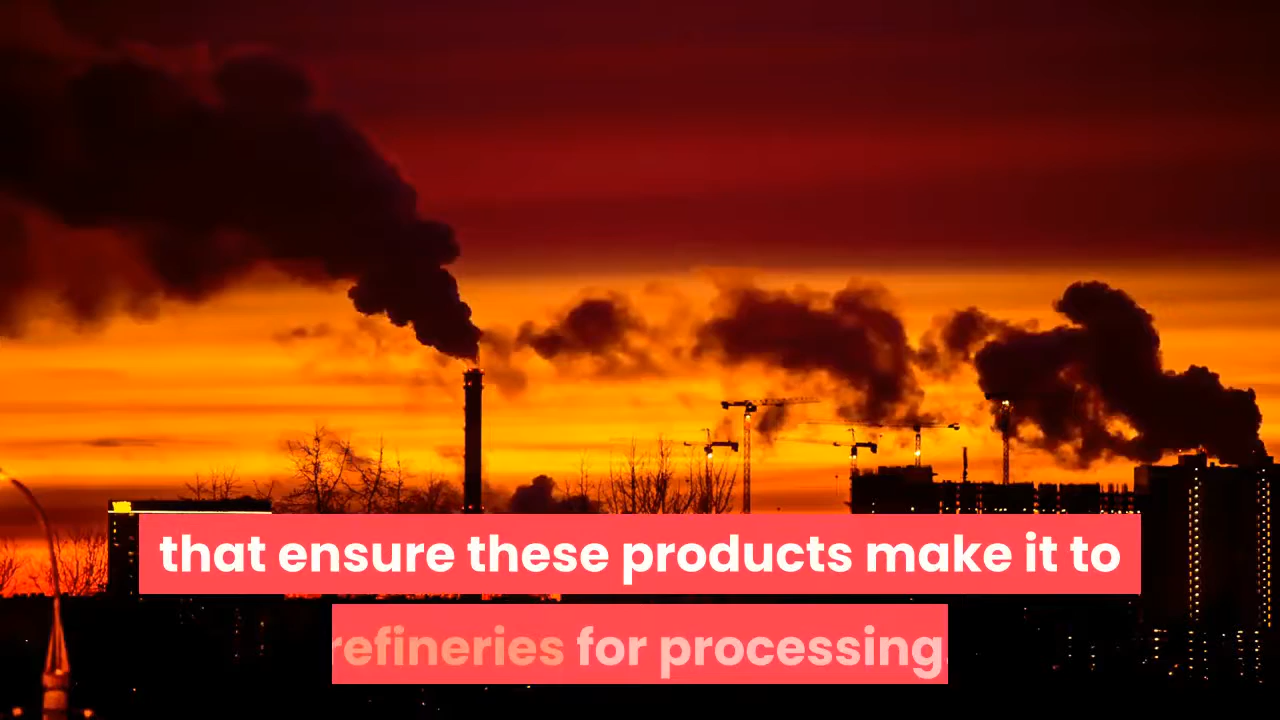 that ensure these products make it to
refineries for processing.